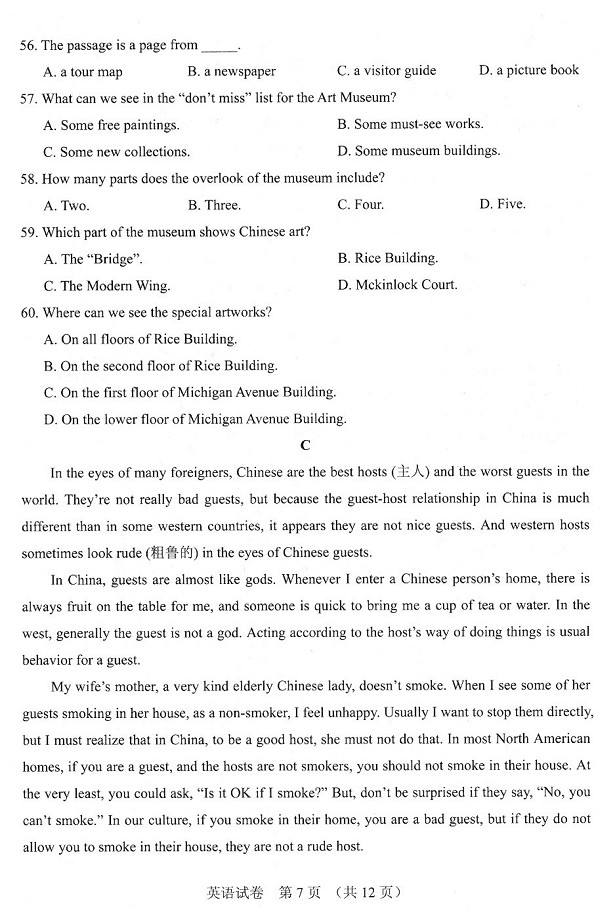 56. The passage is a page from _____.
A. a tour map B. a newspaper C. a visitor guide D. a picture book
57. What can we see in the “don’t miss” list for the Art Museum?
A. Some free paintings. B. Some must-see works.
C. Some new collections. D. Some museum buildings.
58. How many parts does the overlook of the museum include?
A. Two. B. Three. C. Four. D. Five.
59. Which part of the museum shows Chinese art?
A. The “Bridge”. B. Rice Building.
C. The Modern Wing. D. Mckinlock Court.
60. Where can we see the special artworks?
A. On all floors of Rice Building.
B. On the second floor of Rice Building.
C. On the first floor of Michigan Avenue Building.
D. On the lower floor of Michigan Avenue Building.
C
In the eyes of many foreigners, Chinese are the best hosts (主人) and the worst guests in the
world. They’re not really bad guests, but because the guest-host relationship in China is much
different than in some western countries, it appears they are not nice guests. And western hosts
sometimes look rude (粗鲁的) in the eyes of Chinese guests.
In China, guests are almost like gods. Whenever I enter a Chinese person’s home, there is
always fruit on the table for me, and someone is quick to bring me a cup of tea or water. In the
west, generally the guest is not a god. Acting according to the host’s way of doing things is usual
behavior for a guest.
My wife’s mother, a very kind elderly Chinese lady, doesn’t smoke. When I see some of her
guests smoking in her house, as a non-smoker, I feel unhappy. Usually I want to stop them directly,
but I must realize that in China, to be a good host, she must not do that. In most North American
homes, if you are a guest, and the hosts are not smokers, you should not smoke in their house. At
the very least, you could ask, “Is it OK if I smoke?” But, don’t be surprised if they say, “No, you
can’t smoke.” In our culture, if you smoke in their home, you are a bad guest, but if they do not
allow you to smoke in their house, they are not a rude host.
英语试卷 第 7 页 （共 12 页）